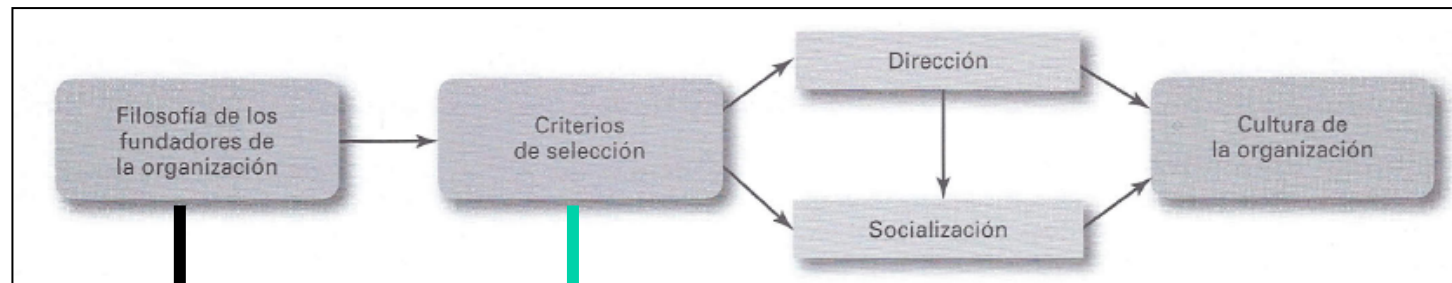 Filosofía de los
fundadores de
la organización
Criterios
de selección
Dirección
Socialización
Cultura de
la organización